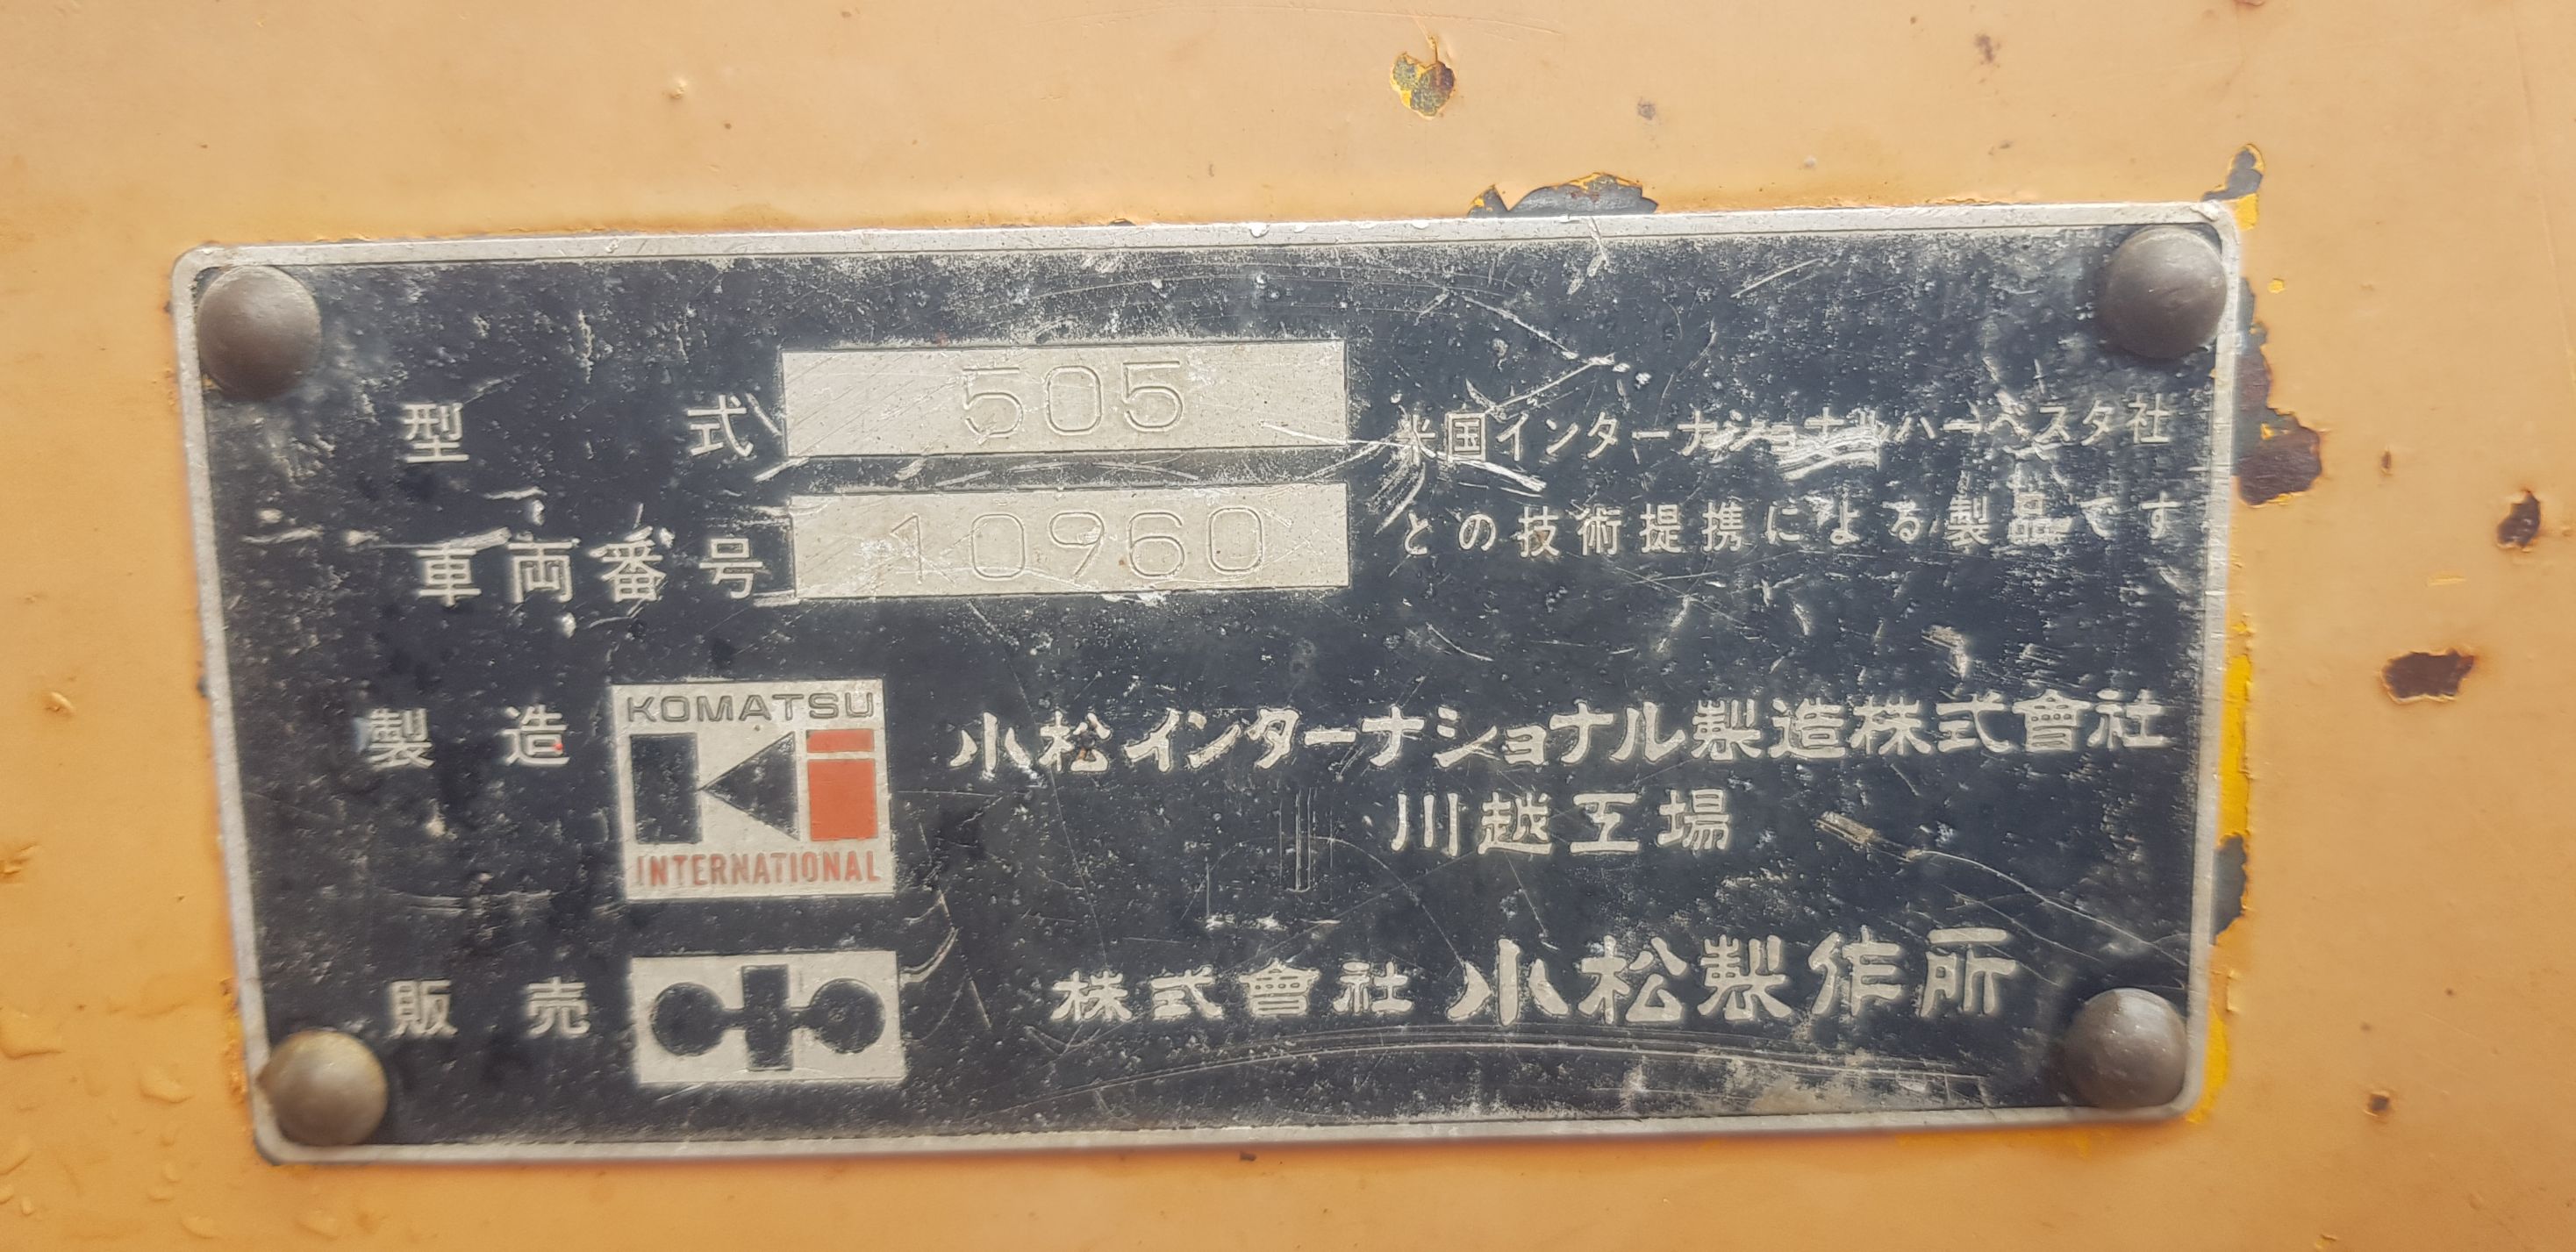 型式 505
米国インターナショナルハーベスタ社
車両番号 10960
との技術提携による製品です
製造 KOMATSU
INTERNATIONAL
小松インターナショナル製造株式會社
川越工場
販売 株式會社 小松製作所